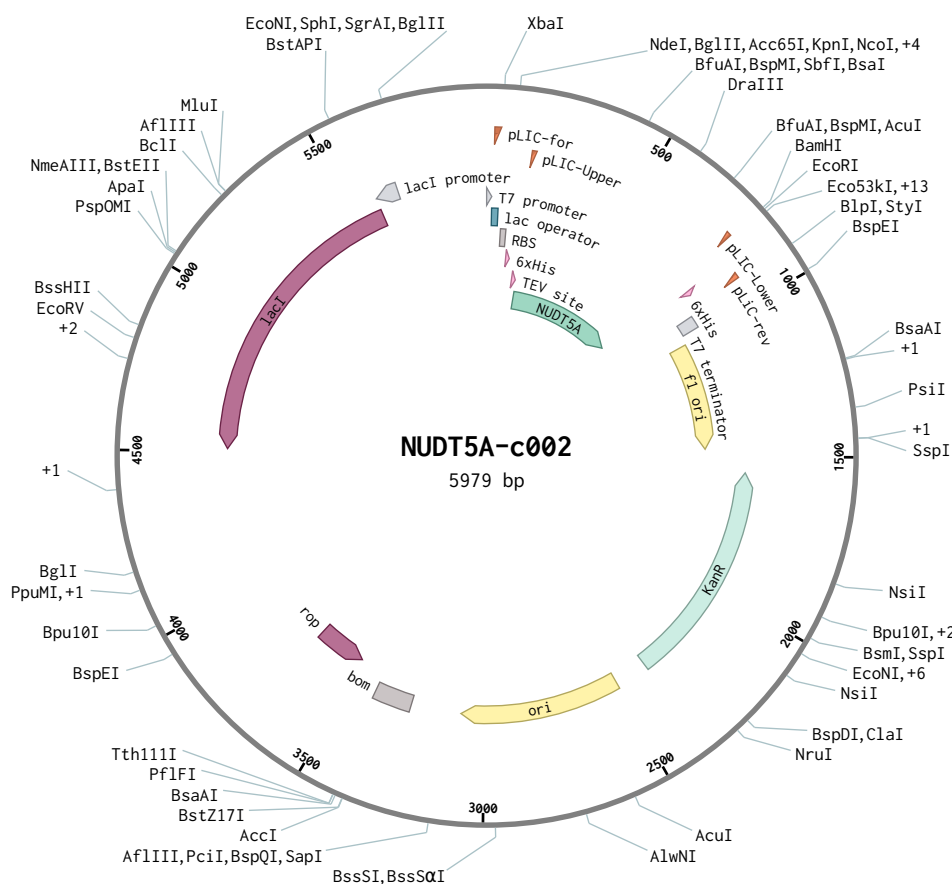 EcoNI,SphI,SgrAI,BglII
XbaI
BstAPI
NdeI,BglII,Acc65I,KpnI,NcoI,+4
BfuAI,BspMI,SbfI,BsaI
DraIII
MluI
AflIII
BclI
NmeAIII,BstEII
ApaI
PspOMI
BfuAI,BspMI,AcuI
BamHI
EcoRI
Eco53kI,+13
BlpI,StyI
BspEI
5500
500
pLIC-for
pLIC-Upper
lacI promoter
T7 promoter
lac operator
RBS
6xHis
TEV site
NUDT5A
pLIC-Lower
pLiC-rev
6xHis
T7 terminator
f1 ori
5000
1000
BssHII
EcoRV
+2
lacI
BsaAI
+1
PsiI
+1
SspI
4500
1500
NUDT5A-c002
5979 bp
+1
BglI
PpuMI,+1
Bpu10I
BspEI
KanR
NsiI
Bpu10I,+2
BsmI,SspI
EcoNI,+6
NsiI
4000
2000
rop
bom
ori
BspDI,ClaI
NruI
Tth111I
PflFI
BsaAI
BstZ17I
AccI
AflIII,PciI,BspQI,SapI
BssSI,BssSαI
3500
3000
2500
AcuI
AlwNI